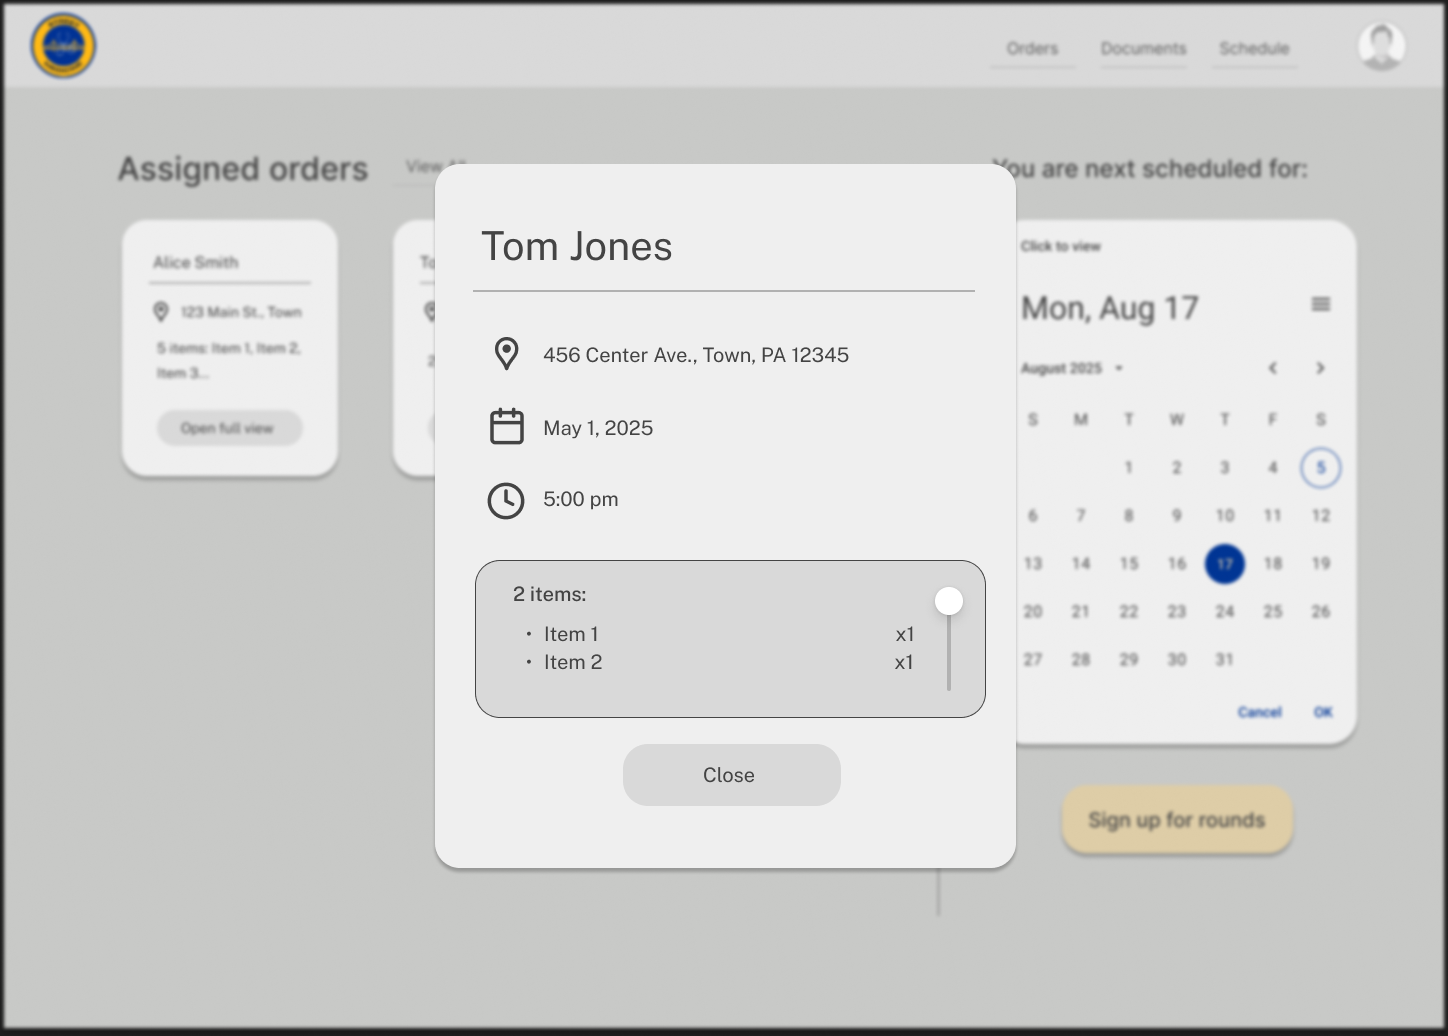 Orders
Documents
Schedule
Assigned orders
View
You are next scheduled for:
Alice Smith
123 Main St., Town
5 items: Item 1, Item 2,
Item 3...
Open full view
To
2
Tom Jones
456 Center Ave., Town, PA 12345
May 1, 2025
5:00 pm
2 items:
• Item 1 x1
• Item 2 x1
Close
Click to view
Mon, Aug 17
August 2025
S M T W T F S
1 2 3 4 5
6 7 8 9 10 11 12
13 14 15 16 17 18 19
20 21 22 23 24 25 26
27 28 29 30 31
Cancel OK
Sign up for rounds